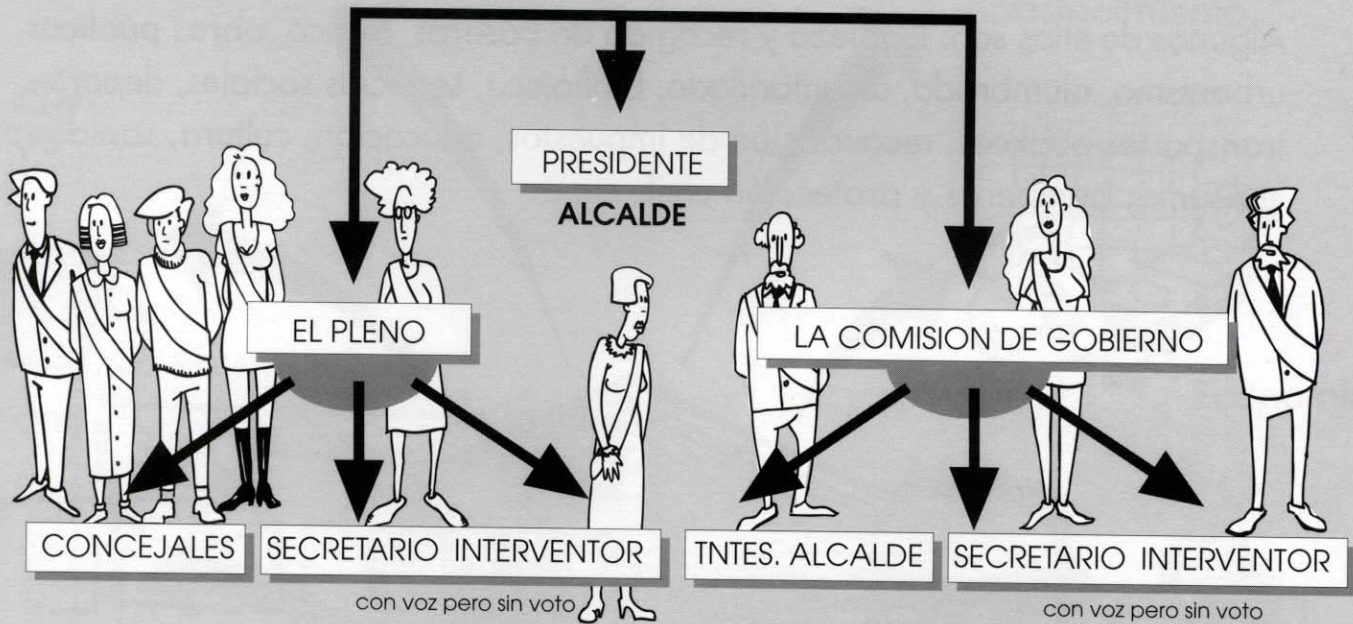 PRESIDENTE
ALCALDE
EL PLENO
LA COMISION DE GOBIERNO
CONCEJALES
SECRETARIO INTERVENTOR
con voz pero sin voto
TNTES. ALCALDE
SECRETARIO INTERVENTOR
con voz pero sin voto